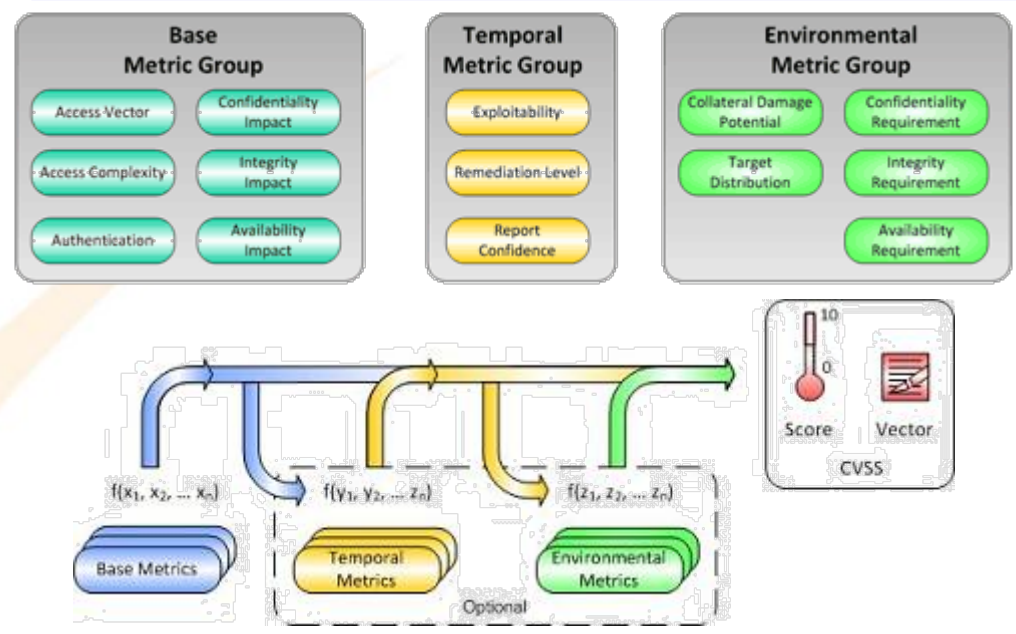 Base
Metric Group
Access Vector
Confidentiality
Impact
Access Complexity
Integrity
Impact
Authentication
Availability
Impact
Temporal
Metric Group
Exploitability
Remediation Level
Report
Confidence
Environmental
Metric Group
Collateral Damage
Potential
Confidentiality
Requirement
Target
Distribution
Integrity
Requirement
Availability
Requirement
10
0
Score
Vector
CVSS
f(x₁, x₂, ... xₙ)
f(y₁, y₂, ... zₙ)
f(z₁, z₂, ... zₙ)
Base Metrics
Temporal
Metrics
Environmental
Metrics
Optional